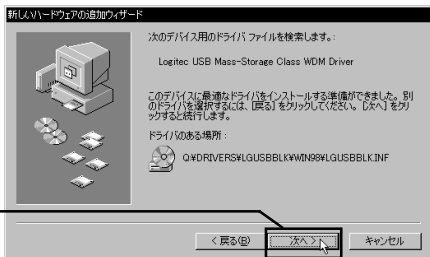 新しいハードウェアの追加ウィザード
次のデバイス用のドライバ ファイルを検索します。:
Logitec USB Mass-Storage Class WDM Driver
このデバイスに最適なドライバをインストールする準備ができました。別
のドライバを選択するには、[戻る] をクリックしてください。[次へ] をクリ
ックすると続行します。
ドライバのある場所 :
Q:¥DRIVERS¥LGUSBBLK¥WIN98¥LGUSBBLK.INF
< 戻る(B)
次へ >
キャンセル